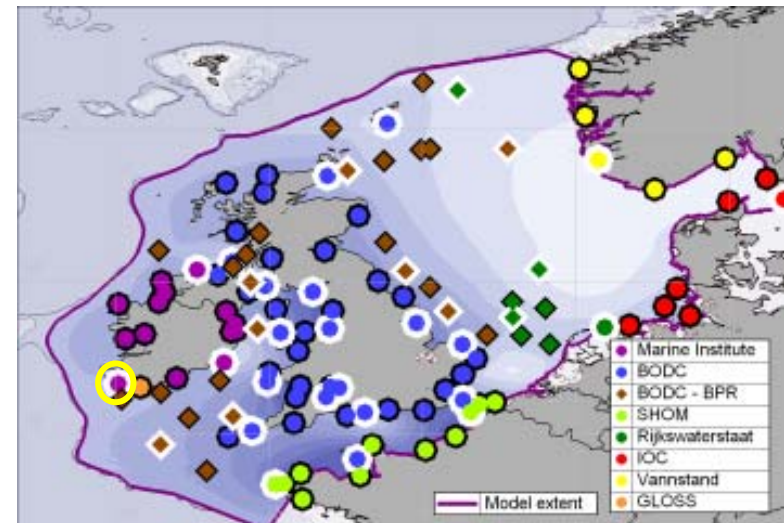 Marine Institute
BODC
BODC - BPR
SHOM
Rijkswaterstaat
IOC
Vannstand
GLOSS
Model extent